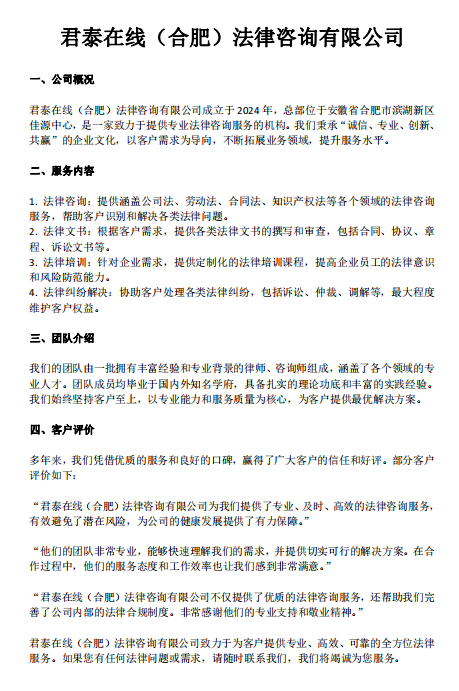 君泰在线（合肥）法律咨询有限公司
一、公司概况
君泰在线（合肥）法律咨询有限公司成立于 2024 年，总部位于安徽省合肥市滨湖新区
佳源中心，是一家致力于提供专业法律咨询服务的机构。我们秉承“诚信、专业、创新、
共赢”的企业文化，以客户需求为导向，不断拓展业务领域，提升服务水平。
二、服务内容
1. 法律咨询：提供涵盖公司法、劳动法、合同法、知识产权法等各个领域的法律咨询
服务，帮助客户识别和解决各类法律问题。
2. 法律文书：根据客户需求，提供各类法律文书的撰写和审查，包括合同、协议、章
程、诉讼文书等。
3. 法律培训：针对企业需求，提供定制化的法律培训课程，提高企业员工的法律意识
和风险防范能力。
4. 法律纠纷解决：协助客户处理各类法律纠纷，包括诉讼、仲裁、调解等，最大程度
维护客户权益。
三、团队介绍
我们的团队由一批拥有丰富经验和专业背景的律师、咨询师组成，涵盖了各个领域的专
业人才。团队成员均毕业于国内外知名学府，具备扎实的理论功底和丰富的实践经验。
我们始终坚持客户至上，以专业能力和服务质量为核心，为客户提供最优解决方案。
四、客户评价
多年来，我们凭借优质的服务和良好的口碑，赢得了广大客户的信任和好评。部分客户
评价如下：
“君泰在线（合肥）法律咨询有限公司为我们提供了专业、及时、高效的法律咨询服务，
有效避免了潜在风险，为公司的健康发展提供了有力保障。”
“他们的团队非常专业，能够快速理解我们的需求，并提供切实可行的解决方案。在合
作过程中，他们的服务态度和工作效率也让我们感到非常满意。”
“君泰在线（合肥）法律咨询有限公司不仅提供了优质的法律咨询服务，还帮助我们完
善了公司内部的法律合规制度。非常感谢他们的专业支持和敬业精神。”
君泰在线（合肥）法律咨询有限公司致力于为客户提供专业、高效、可靠的全方位法律
服务。如果您有任何法律问题或需求，请随时联系我们，我们将竭诚为您服务。